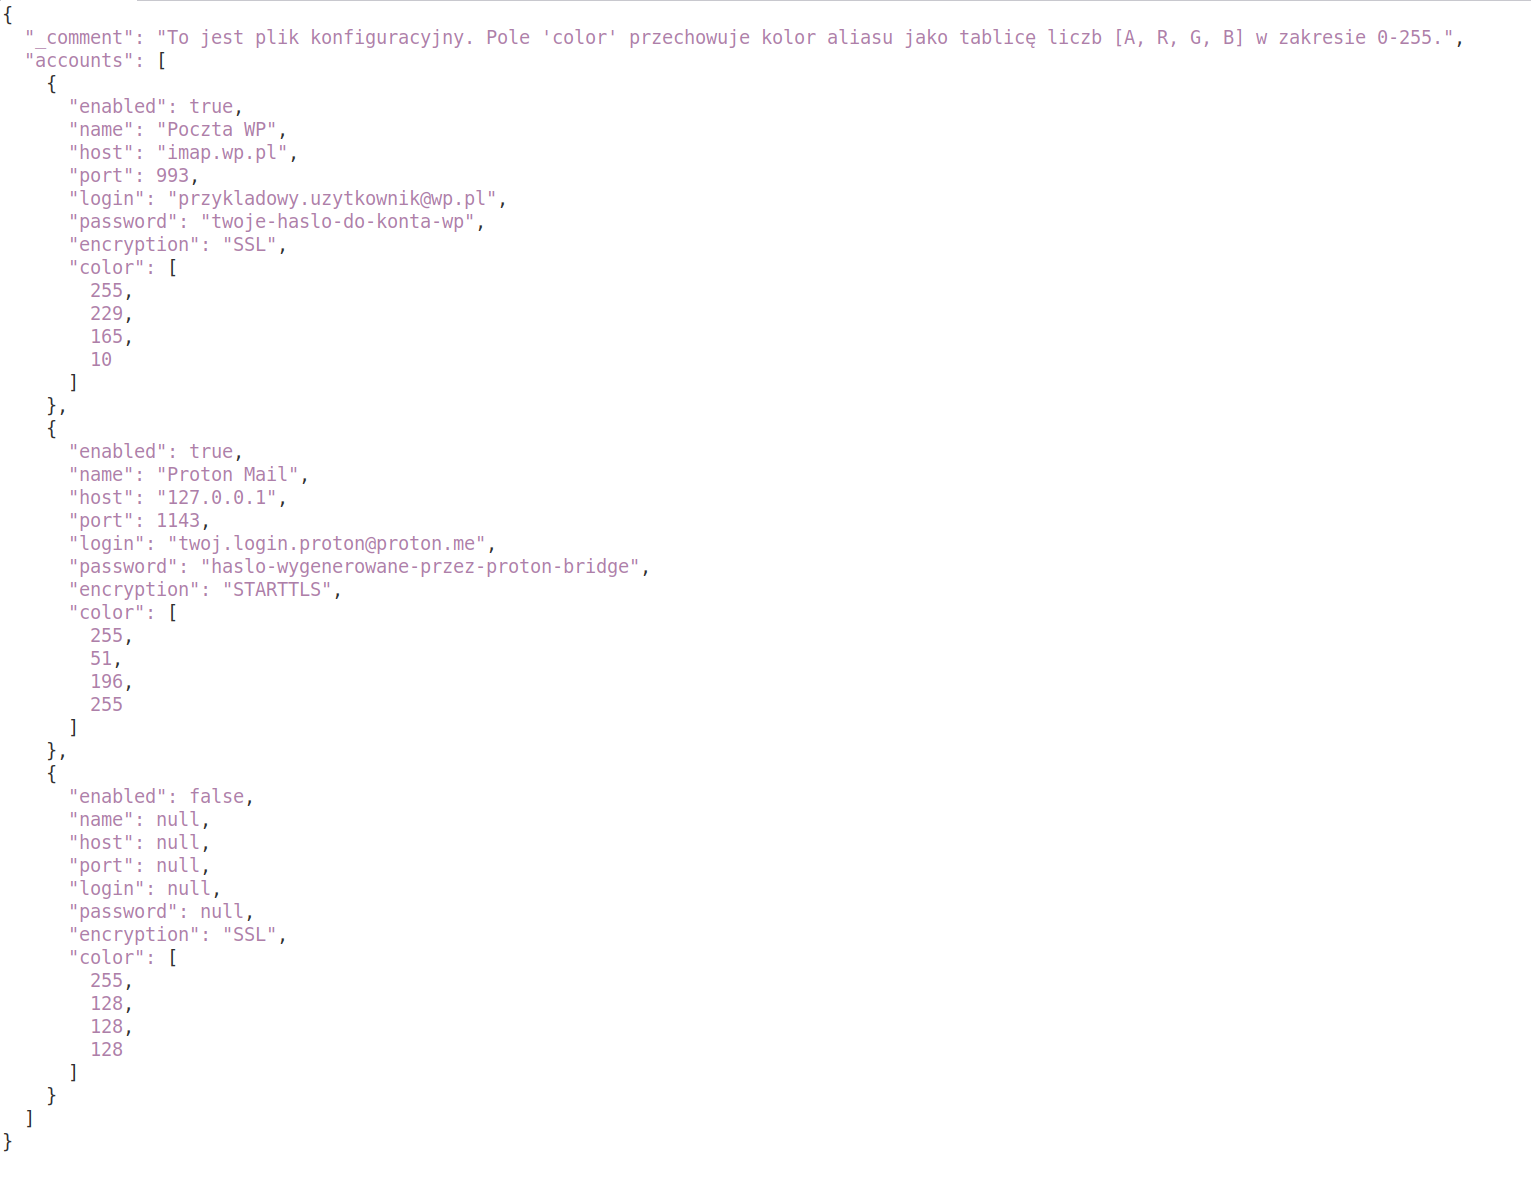 {
  "_comment": "To jest plik konfiguracyjny. Pole 'color' przechowuje kolor aliasu jako tablicę liczb [A, R, G, B] w zakresie 0-255.",
  "accounts": [
    {
      "enabled": true,
      "name": "Poczta WP",
      "host": "imap.wp.pl",
      "port": 993,
      "login": "przykladowy.uzytkownik@wp.pl",
      "password": "twoje-haslo-do-konta-wp",
      "encryption": "SSL",
      "color": [
        255,
        229,
        165,
        10
      ]
    },
    {
      "enabled": true,
      "name": "Proton Mail",
      "host": "127.0.0.1",
      "port": 1143,
      "login": "twoj.login.proton@proton.me",
      "password": "haslo-wygenerowane-przez-proton-bridge",
      "encryption": "STARTTLS",
      "color": [
        255,
        51,
        196,
        255
      ]
    },
    {
      "enabled": false,
      "name": null,
      "host": null,
      "port": null,
      "login": null,
      "password": null,
      "encryption": "SSL",
      "color": [
        255,
        128,
        128,
        128
      ]
    }
  ]
}